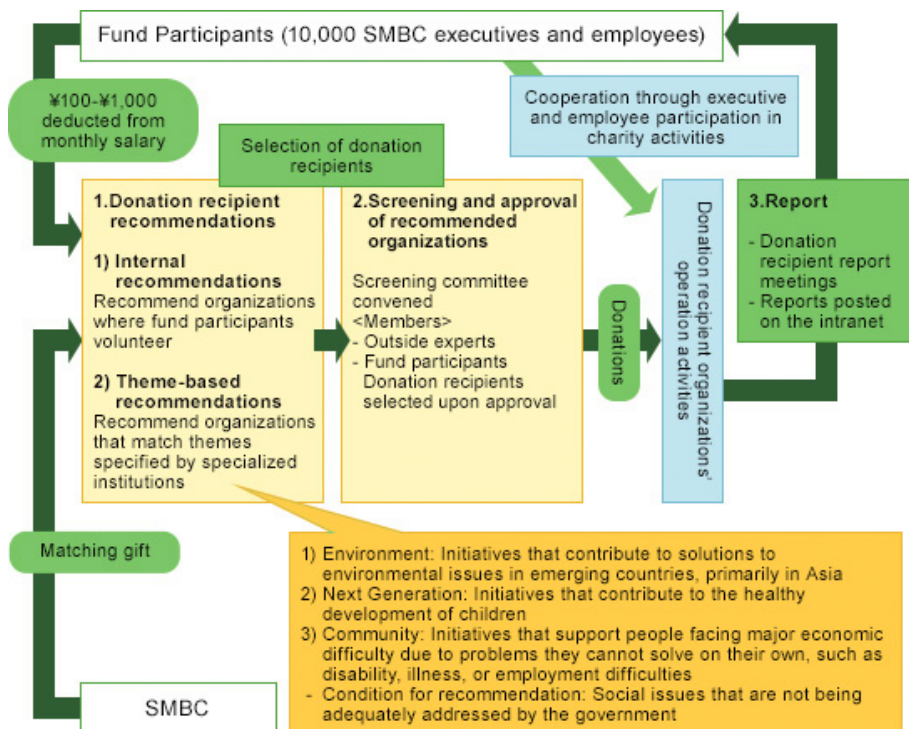 Fund Participants (10,000 SMBC executives and employees)
¥100-¥1,000
deducted from
monthly salary
Cooperation through executive
and employee participation in
charity activities
Selection of donation
recipients
1.Donation recipient
recommendations
1) Internal
recommendations
Recommend organizations
where fund participants
volunteer
2) Theme-based
recommendations
Recommend organizations
that match themes
specified by specialized
institutions
2.Screening and approval
of recommended
organizations
Screening committee
convened
<Members>
- Outside experts
- Fund participants
Donation recipients
selected upon approval
Donations
Donation recipient organizations'
operation activities
3.Report
- Donation
recipient report
meetings
- Reports posted
on the intranet
Matching gift
SMBC
1) Environment: Initiatives that contribute to solutions to
environmental issues in emerging countries, primarily in Asia
2) Next Generation: Initiatives that contribute to the healthy
development of children
3) Community: Initiatives that support people facing major economic
difficulty due to problems they cannot solve on their own, such as
disability, illness, or employment difficulties
- Condition for recommendation: Social issues that are not being
adequately addressed by the government